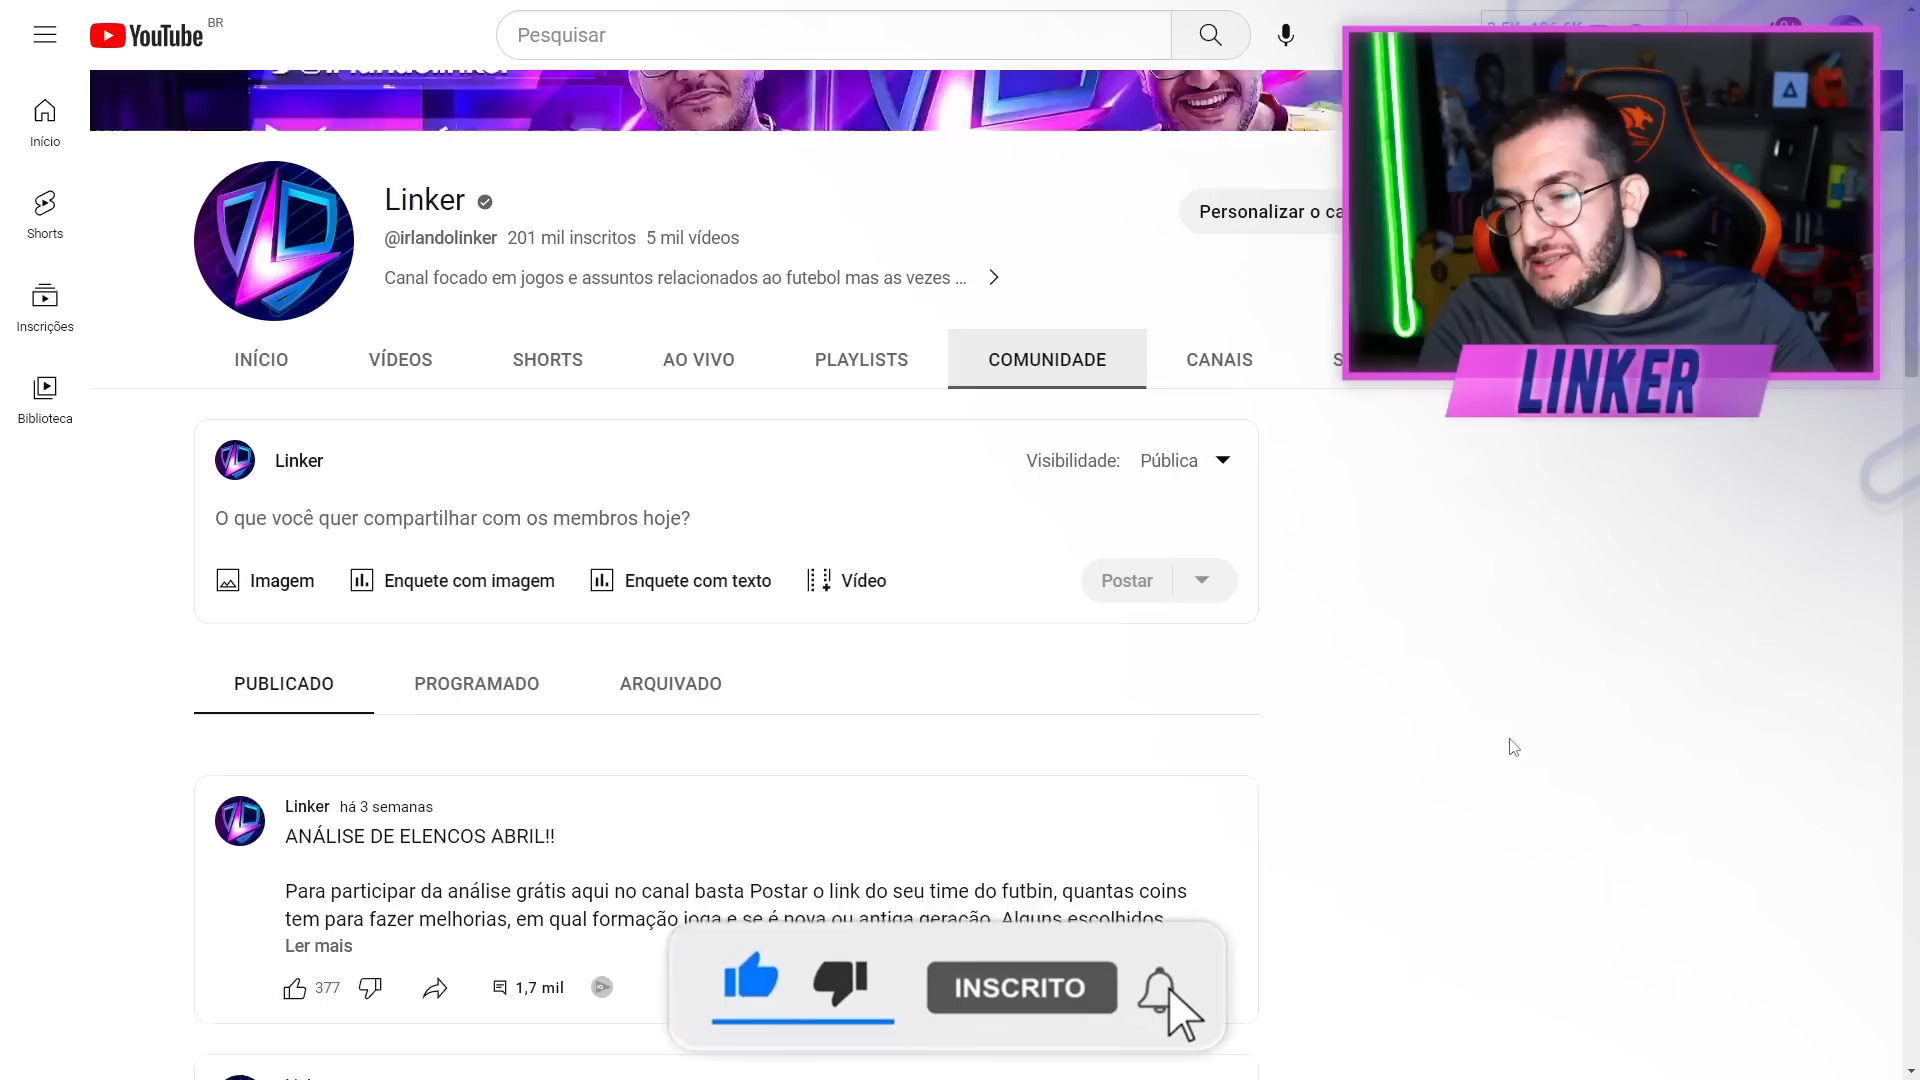 YouTube BR
Pesquisar
Início
Shorts
Inscrições
Biblioteca
Linker
@irlandolinker 201 mil inscritos 5 mil vídeos
Canal focado em jogos e assuntos relacionados ao futebol mas as vezes ...
Personalizar o ca
INÍCIO VÍDEOS SHORTS AO VIVO PLAYLISTS COMUNIDADE CANAIS S
LINKER
Linker
Visibilidade: Pública
O que você quer compartilhar com os membros hoje?
Imagem Enquete com imagem Enquete com texto Vídeo
Postar
PUBLICADO PROGRAMADO ARQUIVADO
Linker há 3 semanas
ANÁLISE DE ELENCOS ABRIL!!
Para participar da análise grátis aqui no canal basta Postar o link do seu time do futbin, quantas coins
tem para fazer melhorias, em qual formação joga e se é nova ou antiga geração. Alguns escolhidos
Ler mais
377 1,7 mil
INSCRITO